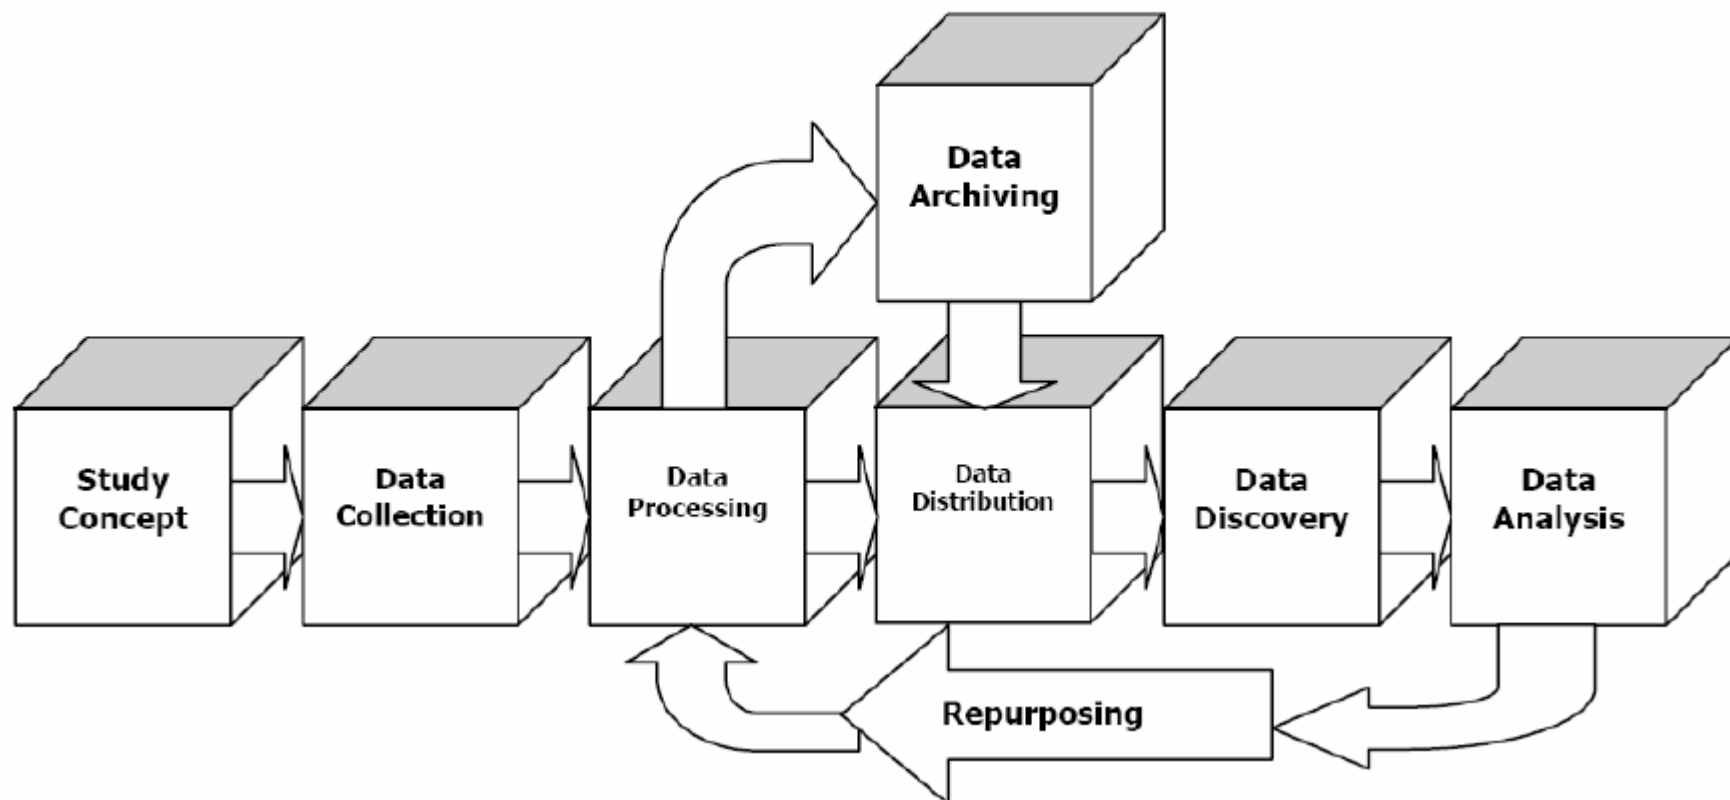 Data
Archiving
Study
Concept
Data
Collection
Data
Processing
Data
Distribution
Data
Discovery
Data
Analysis
Repurposing